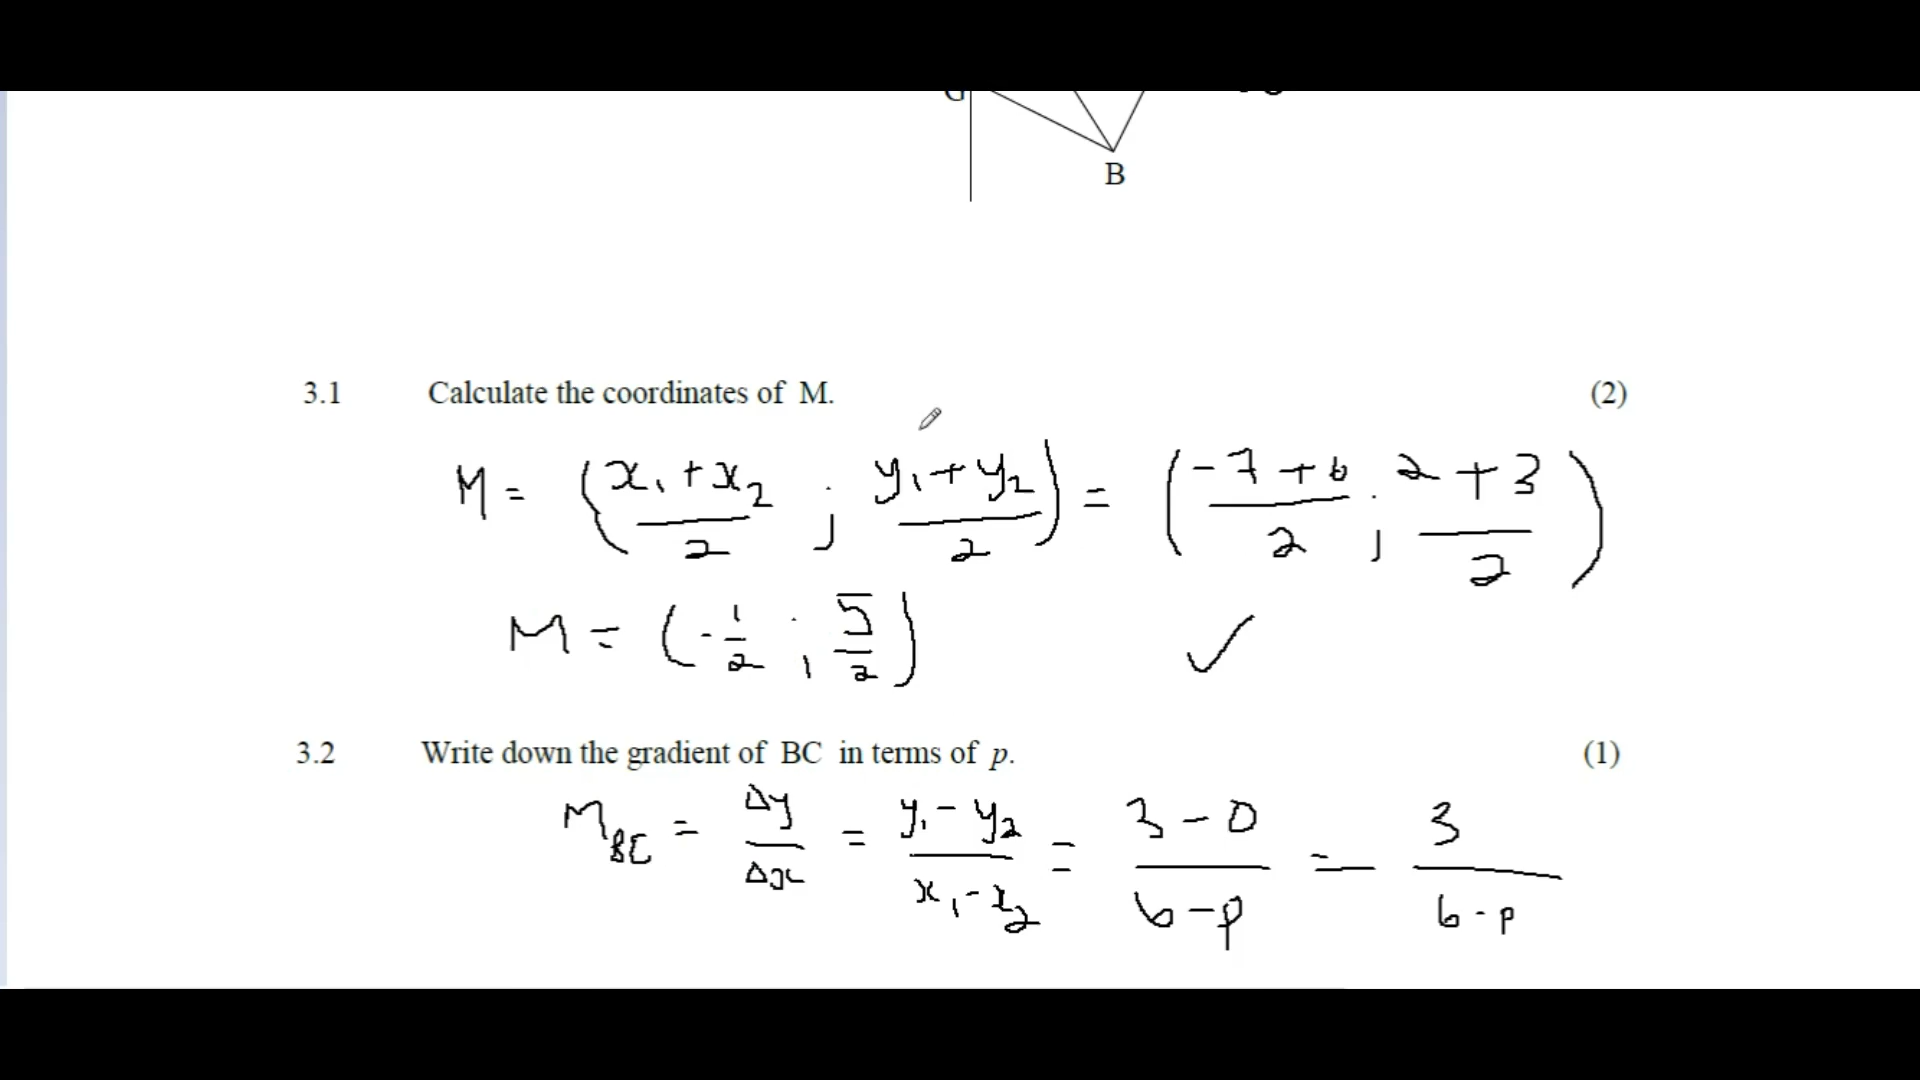 B
3.1 Calculate the coordinates of M. (2)
M = (x₁ + x₂ / 2 ; y₁ + y₂ / 2) = (-7 + 6 / 2 ; 2 + 3 / 2)
M = (-1/2 ; 5/2) ✓
3.2 Write down the gradient of BC in terms of p. (1)
M_BC = Δy / Δx = y₁ - y₂ / x₁ - x₂ = 3 - 0 / 6 - p = 3 / 6 - p